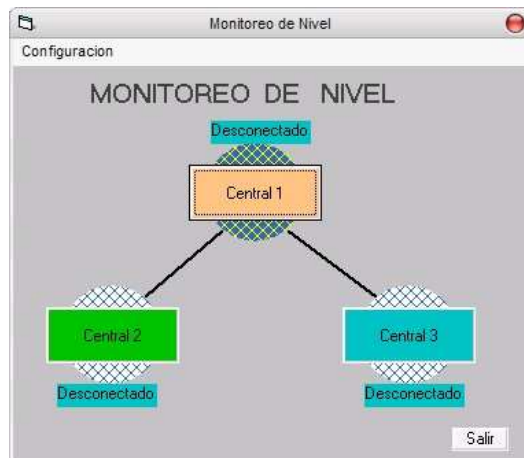 Monitoreo de Nivel
Configuracion
MONITOREO DE NIVEL
Desconectado
Central 1
Central 2
Central 3
Desconectado
Desconectado
Salir